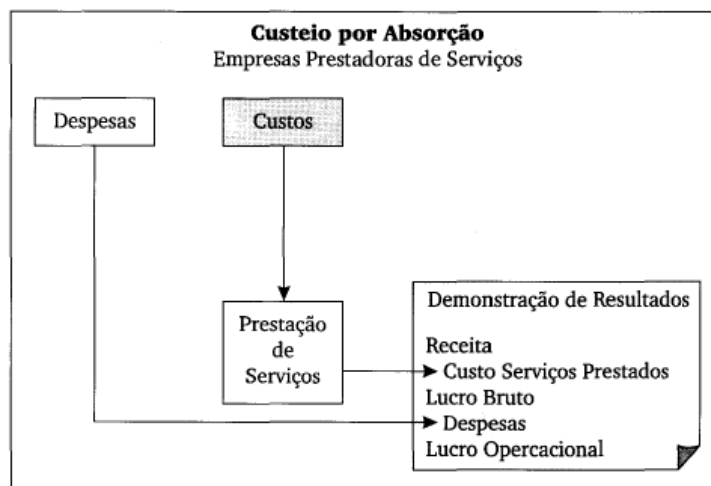 Custeio por Absorção
Empresas Prestadoras de Serviços
Despesas
Custos
Prestação
de
Serviços
Demonstração de Resultados
Receita
Custo Serviços Prestados
Lucro Bruto
Despesas
Lucro Opercacional